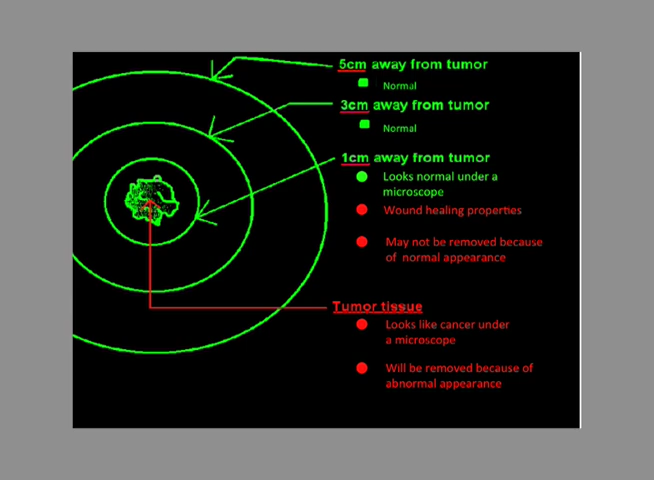 5cm away from tumor
Normal
3cm away from tumor
Normal
1cm away from tumor
Looks normal under a
microscope
Wound healing properties
May not be removed because
of normal appearance
Tumor tissue
Looks like cancer under
a microscope
Will be removed because of
abnormal appearance